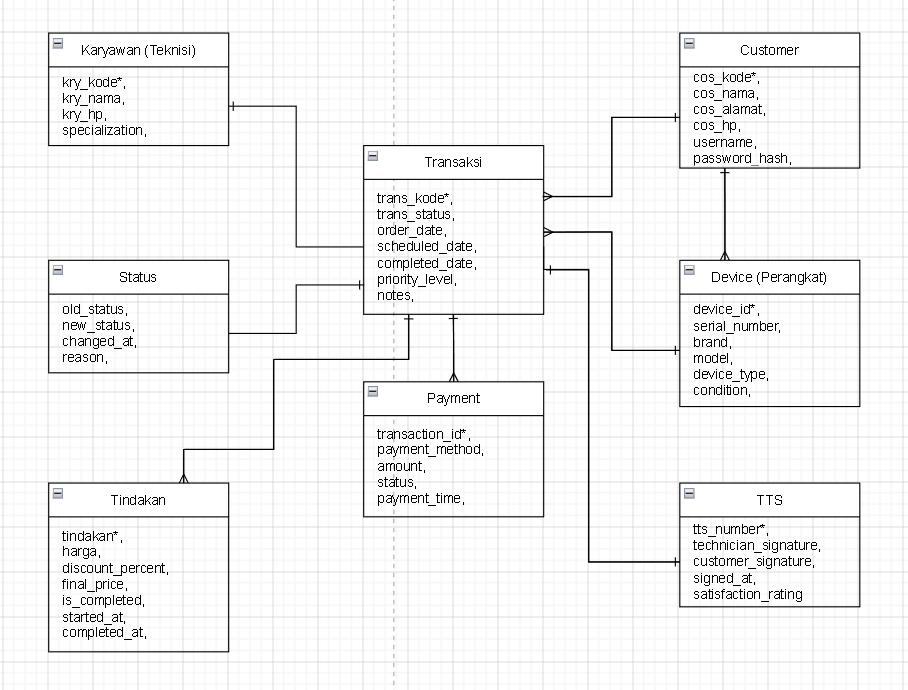 Karyawan (Teknisi)
kry_kode*,
kry_nama,
kry_hp,
specialization,
Customer
cos_kode*,
cos_nama,
cos_alamat,
cos_hp,
username,
password_hash,
Transaksi
trans_kode*,
trans_status,
order_date,
scheduled_date,
completed_date,
priority_level,
notes,
Status
old_status,
new_status,
changed_at,
reason,
Device (Perangkat)
device_id*,
serial_number,
brand,
model,
device_type,
condition,
Payment
transaction_id*,
payment_method,
amount,
status,
payment_time,
Tindakan
tindakan*,
harga,
discount_percent,
final_price,
is_completed,
started_at,
completed_at,
TTS
tts_number*,
technician_signature,
customer_signature,
signed_at,
satisfaction_rating